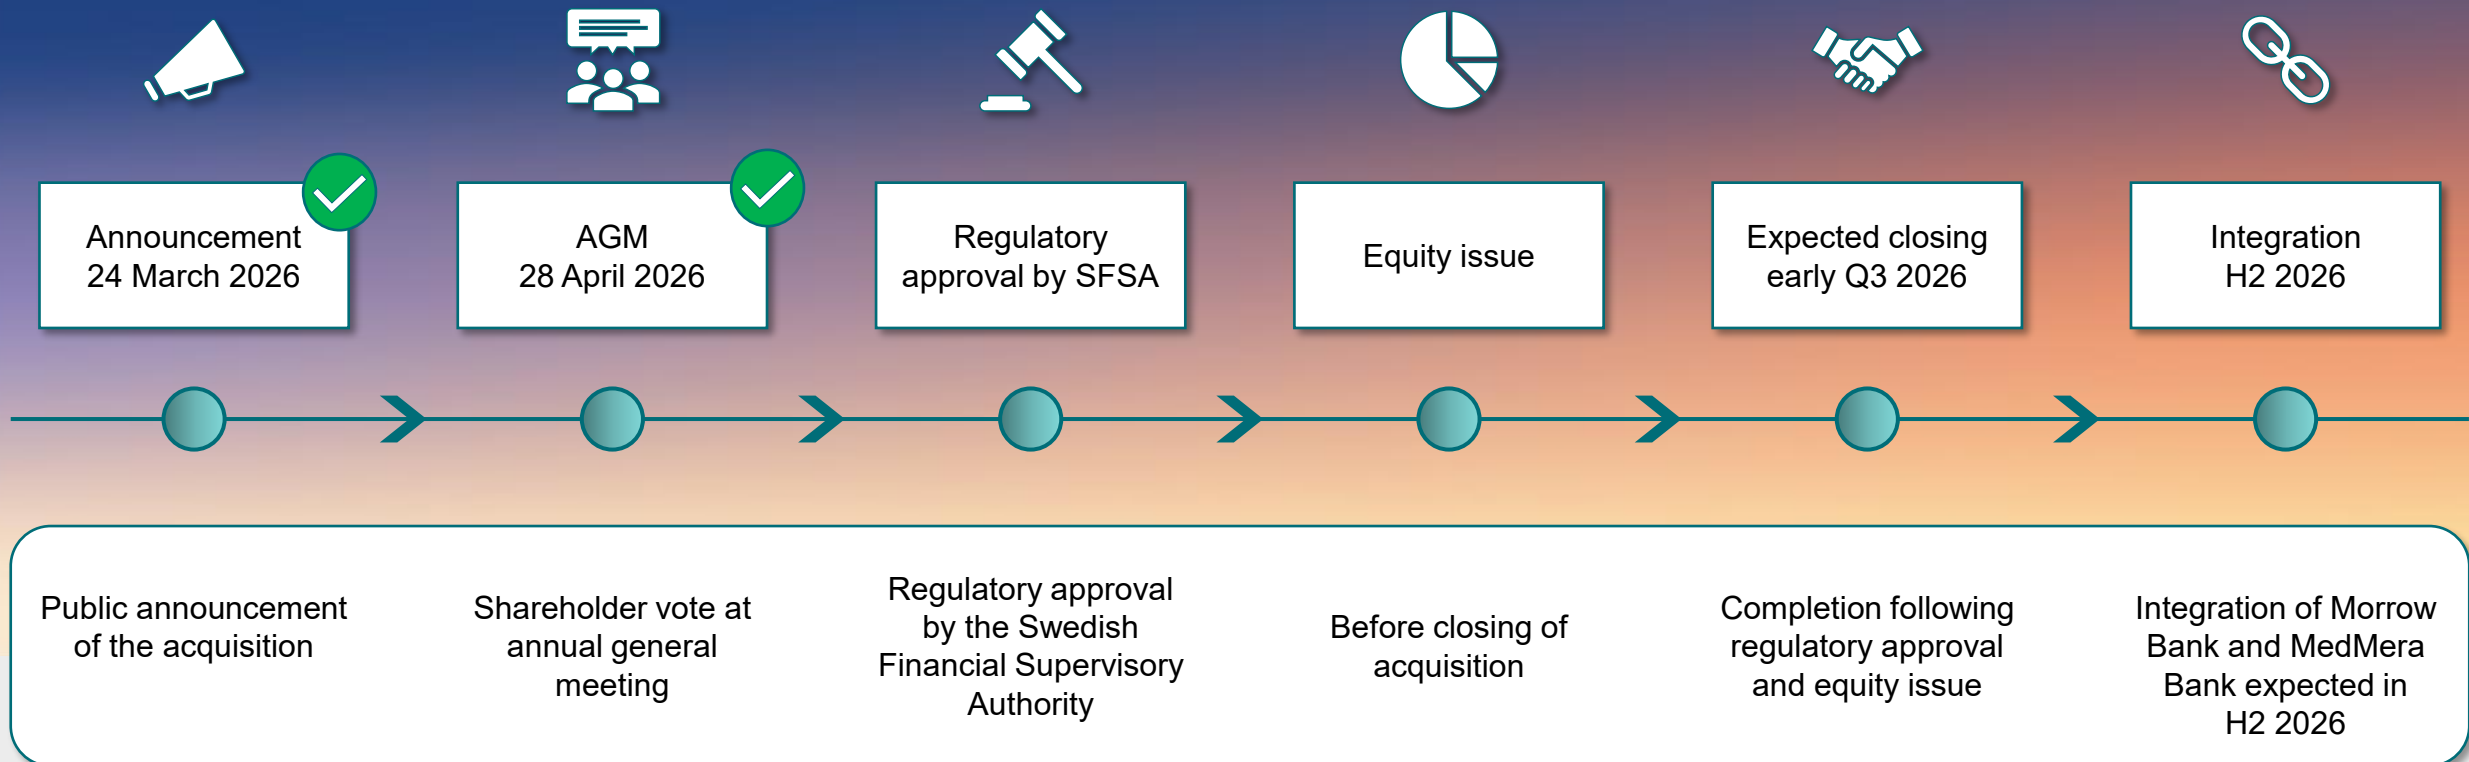 Announcement
24 March 2026
AGM
28 April 2026
Regulatory
approval by SFSA
Equity issue
Expected closing
early Q3 2026
Integration
H2 2026
Public announcement
of the acquisition
Shareholder vote at
annual general
meeting
Regulatory approval
by the Swedish
Financial Supervisory
Authority
Before closing of
acquisition
Completion following
regulatory approval
and equity issue
Integration of Morrow
Bank and MedMera
Bank expected in
H2 2026